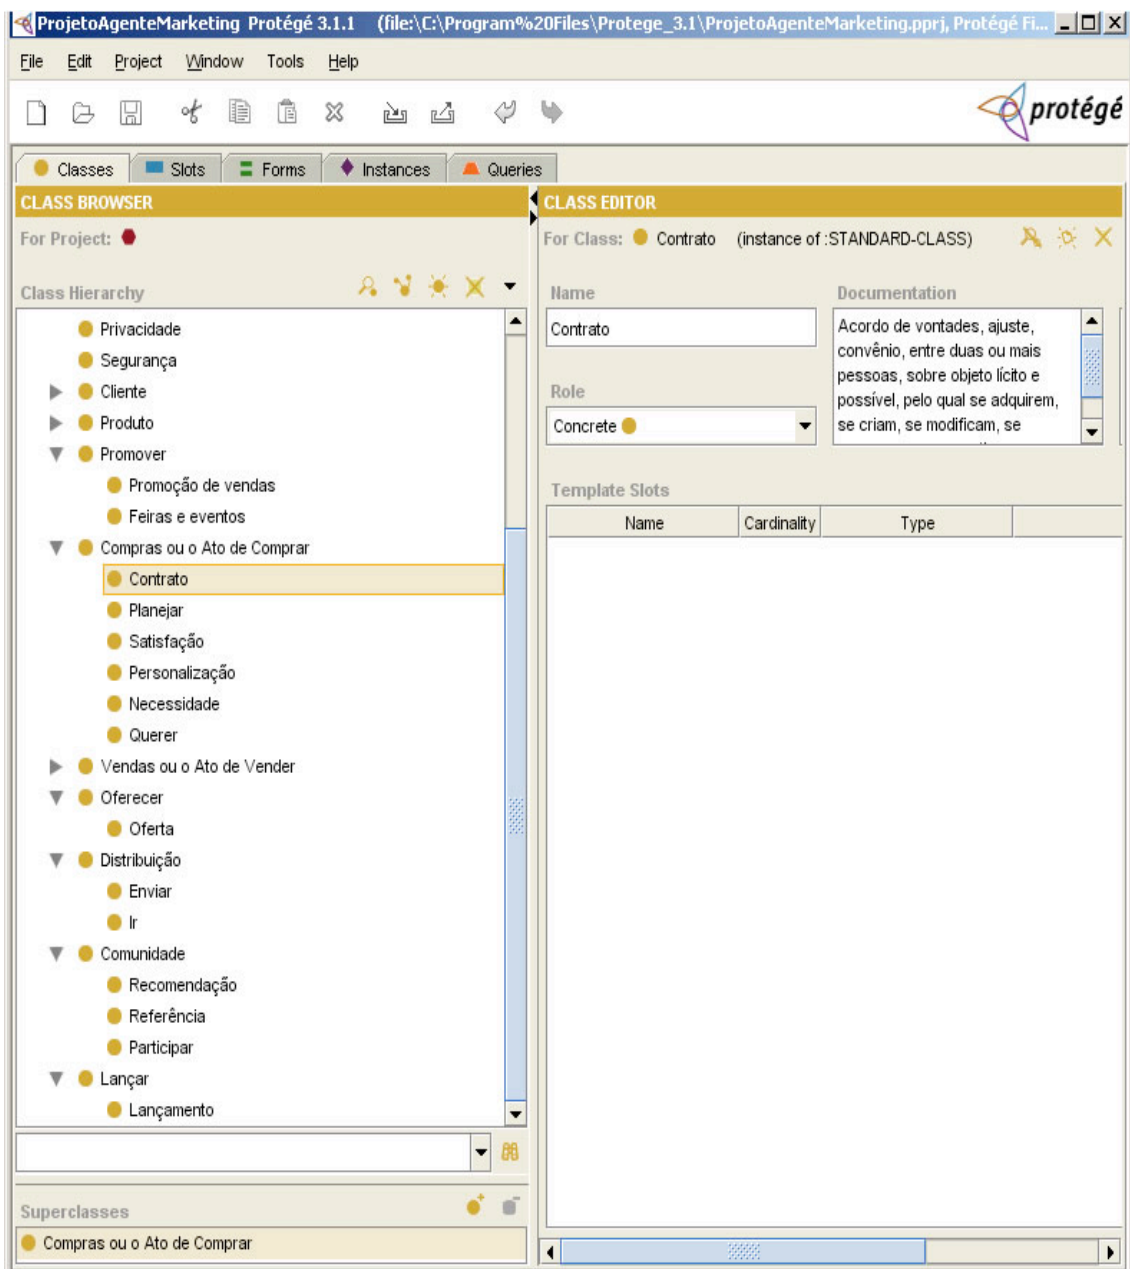 ProjetoAgenteMarketing Protégé 3.1.1 (file:\C:\Program%20Files\Protege_3.1\ProjetoAgenteMarketing.pprj, Protégé Fi...
File Edit Project Window Tools Help
protégé
Classes Slots Forms Instances Queries
CLASS BROWSER
For Project:
Class Hierarchy
Privacidade
Segurança
Cliente
Produto
Promover
Promoção de vendas
Feiras e eventos
Compras ou o Ato de Comprar
Contrato
Planejar
Satisfação
Personalização
Necessidade
Querer
Vendas ou o Ato de Vender
Oferecer
Oferta
Distribuição
Enviar
Ir
Comunidade
Recomendação
Referência
Participar
Lançar
Lançamento
Superclasses
Compras ou o Ato de Comprar
CLASS EDITOR
For Class: Contrato (instance of :STANDARD-CLASS)
Name
Contrato
Role
Concrete
Documentation
Acordo de vontades, ajuste,
convênio, entre duas ou mais
pessoas, sobre objeto lícito e
possível, pelo qual se adquirem,
se criam, se modificam, se
Template Slots
Name Cardinality Type